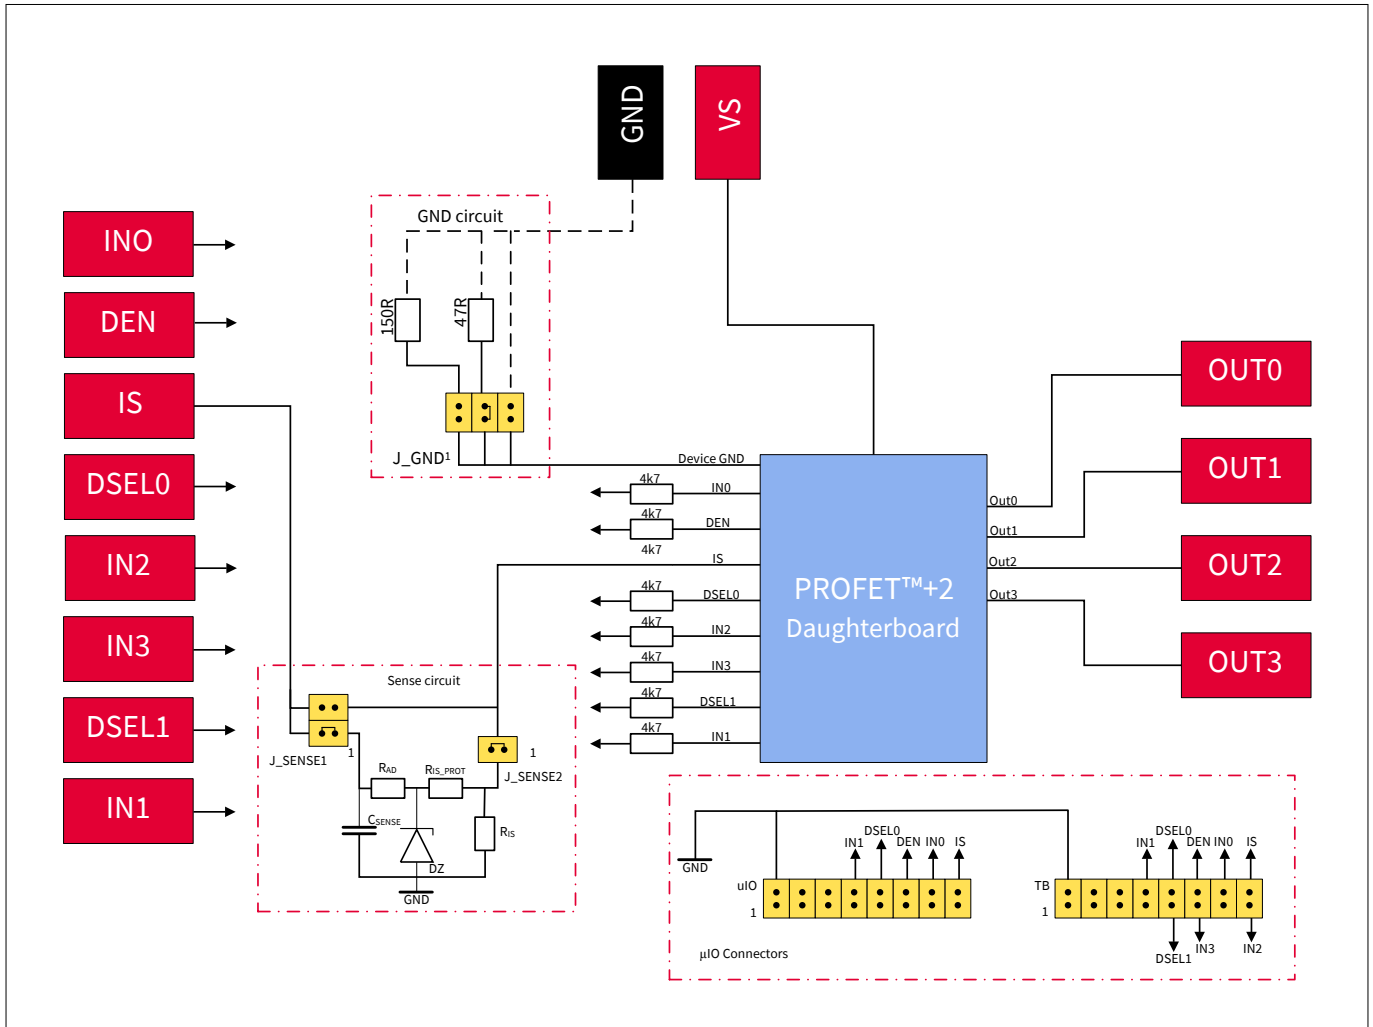 GND
VS
GND circuit
INO
DEN
IS
DSEL0
IN2
IN3
DSEL1
IN1
150R
47R
J_GND¹
Device GND
4k7
IN0
4k7
DEN
4k7
IS
4k7
DSEL0
4k7
IN2
4k7
IN3
4k7
DSEL1
4k7
IN1
PROFET™+2
Daughterboard
Out0
Out1
Out2
Out3
OUT0
OUT1
OUT2
OUT3
Sense circuit
J_SENSE1
1
1
J_SENSE2
RAD
RIS_PROT
CSENSE
RIS
DZ
GND
GND
uIO
1
IN1
DSEL0
DEN
IN0
IS
TB
1
IN1
DSEL0
DEN
IN0
IS
DSEL1
IN3
IN2
µIO Connectors